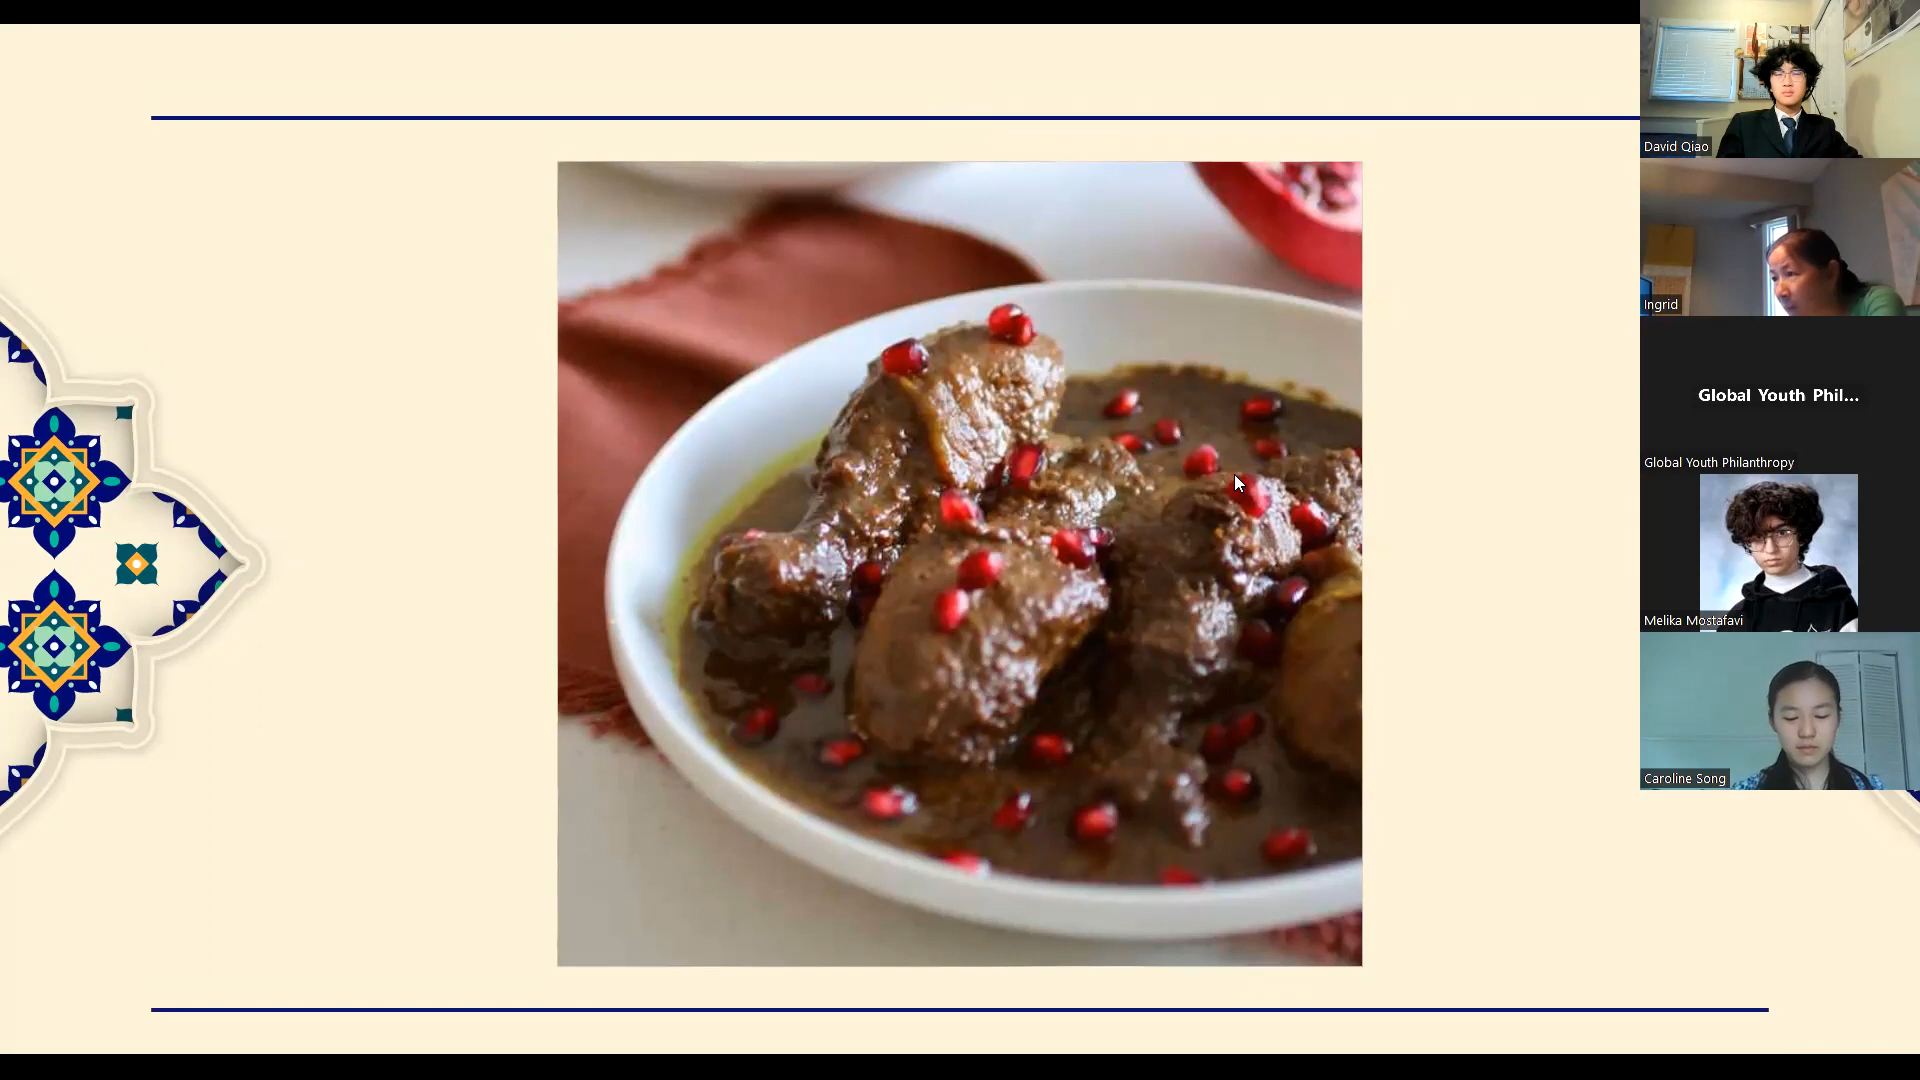 David Qiao
Ingrid
Global Youth Phil...
Global Youth Philanthropy
Melika Mostafavi
Caroline Song